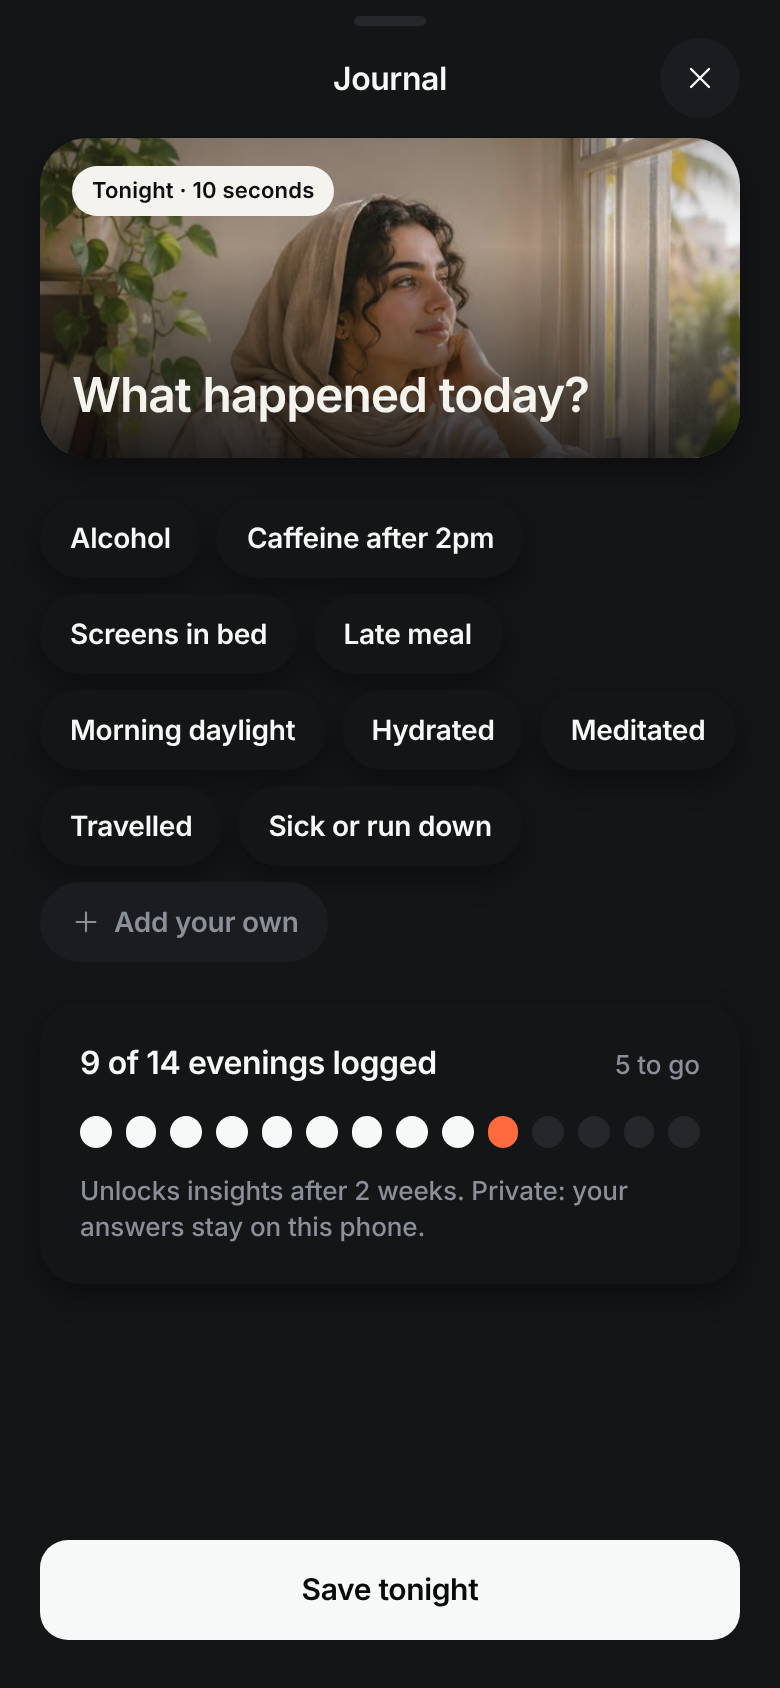 Journal
Tonight · 10 seconds
What happened today?
Alcohol
Caffeine after 2pm
Screens in bed
Late meal
Morning daylight
Hydrated
Meditated
Travelled
Sick or run down
Add your own
9 of 14 evenings logged
5 to go
Unlocks insights after 2 weeks. Private: your
answers stay on this phone.
Save tonight